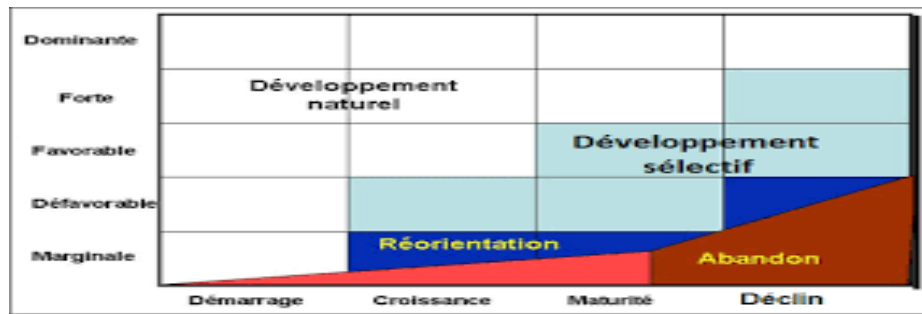 Dominante
Forte
Développement
naturel
Favorable
Développement
sélectif
Défavorable
Réorientation
Marginale
Abandon
Démarrage
Croissance
Maturité
Déclin